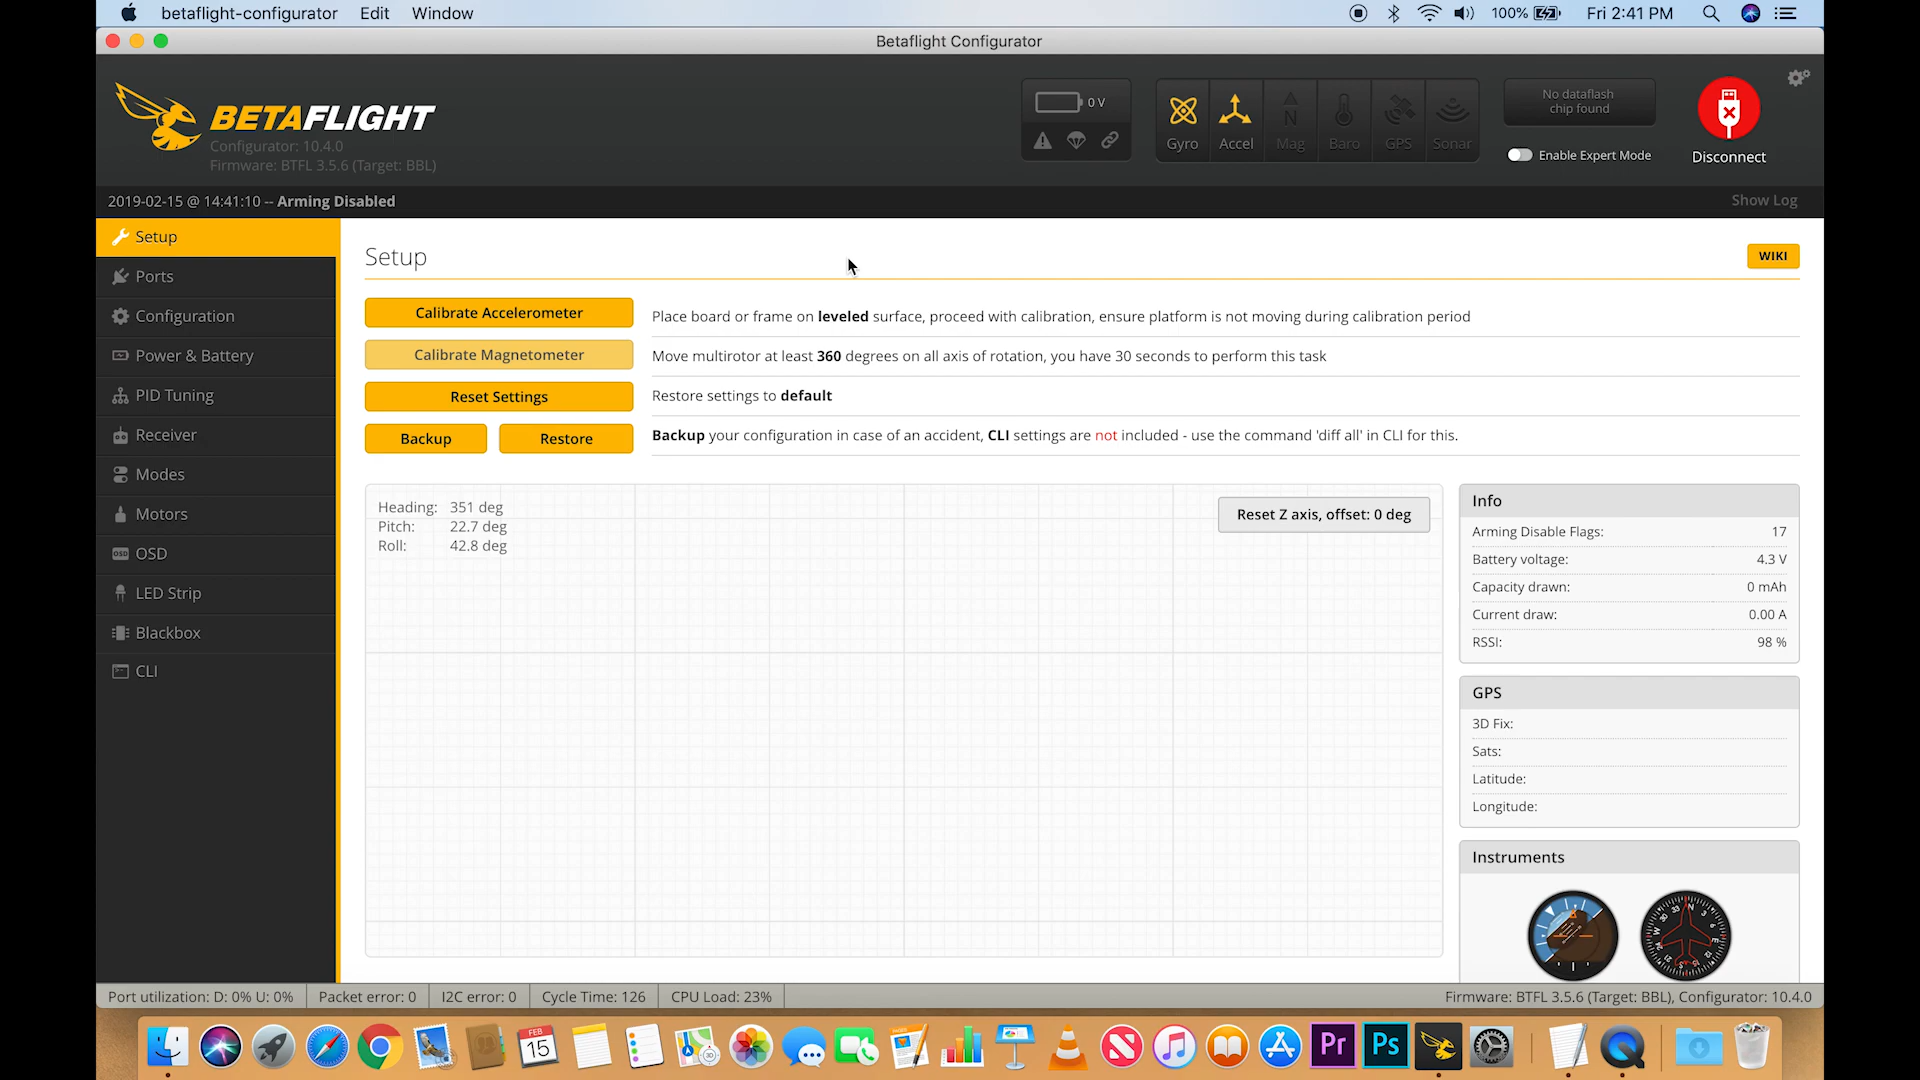 betaflight-configurator Edit Window
100% Fri 2:41 PM
Betaflight Configurator
BETAFLIGHT
Configurator: 10.4.0
Firmware: BTFL 3.5.6 (Target: BBL)
0 V
Gyro Accel Mag Baro GPS Sonar
No dataflash
chip found
Enable Expert Mode
Disconnect
2019-02-15 @ 14:41:10 -- Arming Disabled
Show Log
Setup
Ports
Configuration
Power & Battery
PID Tuning
Receiver
Modes
Motors
OSD
LED Strip
Blackbox
CLI
Setup
WIKI
Calibrate Accelerometer
Place board or frame on leveled surface, proceed with calibration, ensure platform is not moving during calibration period
Calibrate Magnetometer
Move multirotor at least 360 degrees on all axis of rotation, you have 30 seconds to perform this task
Reset Settings
Restore settings to default
Backup Restore
Backup your configuration in case of an accident, CLI settings are not included - use the command 'diff all' in CLI for this.
Heading: 351 deg
Pitch: 22.7 deg
Roll: 42.8 deg
Reset Z axis, offset: 0 deg
Info
Arming Disable Flags: 17
Battery voltage: 4.3 V
Capacity drawn: 0 mAh
Current draw: 0.00 A
RSSI: 98 %
GPS
3D Fix:
Sats:
Latitude:
Longitude:
Instruments
Port utilization: D: 0% U: 0% Packet error: 0 I2C error: 0 Cycle Time: 126 CPU Load: 23%
Firmware: BTFL 3.5.6 (Target: BBL), Configurator: 10.4.0
FEB
15
Pr
Ps